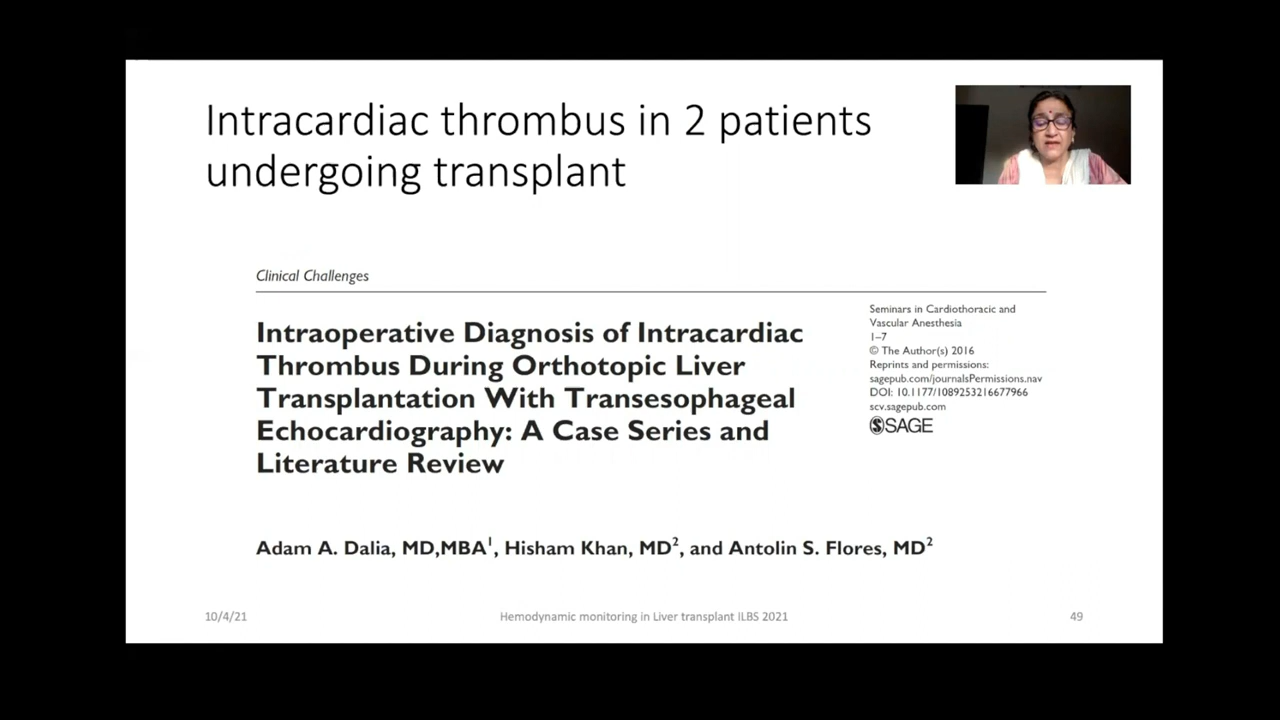 Intracardiac thrombus in 2 patients
undergoing transplant
Clinical Challenges
Intraoperative Diagnosis of Intracardiac
Thrombus During Orthotopic Liver
Transplantation With Transesophageal
Echocardiography: A Case Series and
Literature Review
Seminars in Cardiothoracic and
Vascular Anesthesia
1–7
© The Author(s) 2016
Reprints and permissions:
sagepub.com/journalsPermissions.nav
DOI: 10.1177/1089253216677966
scv.sagepub.com
SAGE
Adam A. Dalia, MD,MBA1, Hisham Khan, MD2, and Antolin S. Flores, MD2
10/4/21
Hemodynamic monitoring in Liver transplant ILBS 2021
49